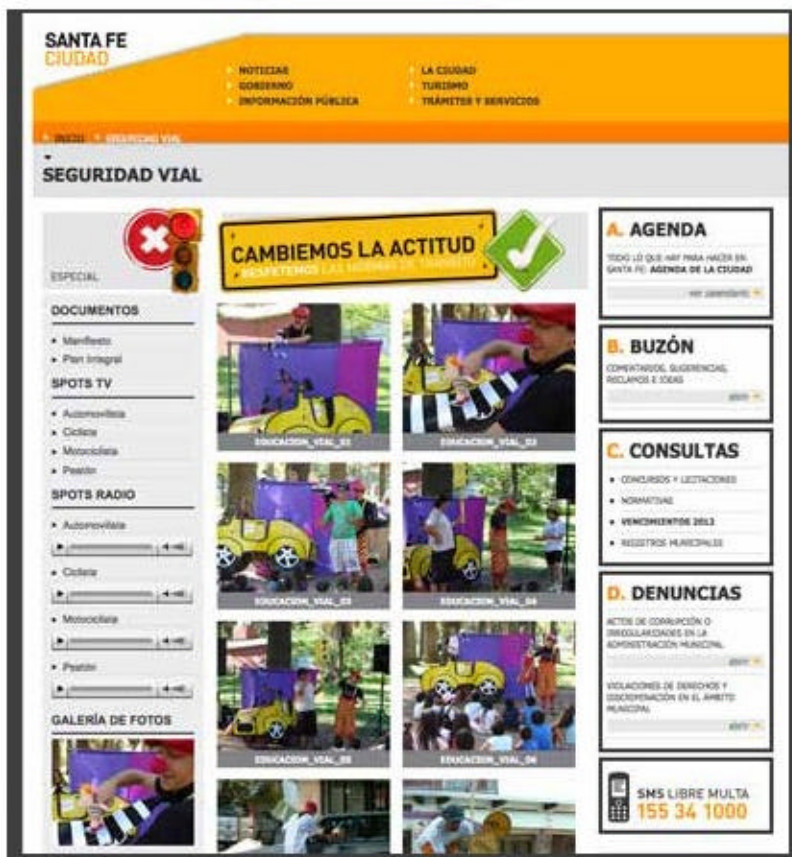 SANTA FE
CIUDAD
NOTICIAS
GOBIERNO
INFORMACIÓN PÚBLICA
LA CIUDAD
TURISMO
TRÁMITES Y SERVICIOS
INICIO SEGURIDAD VIAL
SEGURIDAD VIAL
ESPECIAL
DOCUMENTOS
Manifiesto
Plan Integral
SPOTS TV
Automovilista
Ciclista
Motociclista
Peatón
SPOTS RADIO
Automovilista
Ciclista
Motociclista
Peatón
GALERÍA DE FOTOS
CAMBIEMOS LA ACTITUD
RESPETEMOS LAS NORMAS DE TRÁNSITO
EDUCACION_VIAL_01
EDUCACION_VIAL_02
EDUCACION_VIAL_03
EDUCACION_VIAL_04
EDUCACION_VIAL_05
EDUCACION_VIAL_06
A. AGENDA
TODO LO QUE HAY PARA HACER EN
SANTA FE: AGENDA DE LA CIUDAD
ver calendario
B. BUZÓN
COMENTARIOS, SUGERENCIAS,
RECLAMOS E IDEAS
abrir
C. CONSULTAS
CONCURSOS Y LICITACIONES
NORMATIVAS
VENCIMIENTOS 2012
REGISTROS MUNICIPALES
D. DENUNCIAS
ACTOS DE CORRUPCIÓN O
IRREGULARIDADES EN LA
ADMINISTRACIÓN MUNICIPAL
abrir
VIOLACIONES DE DERECHOS Y
DISCRIMINACIÓN EN EL ÁMBITO
MUNICIPAL
abrir
SMS LIBRE MULTA
155 34 1000